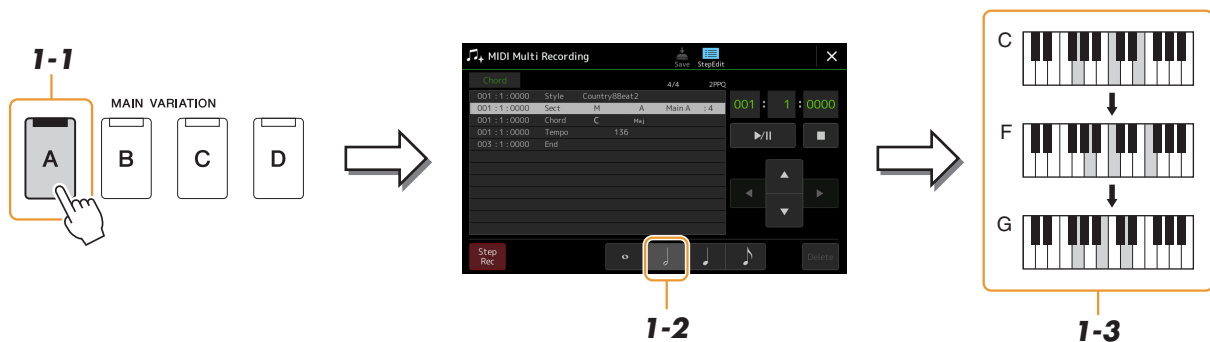 1-1
MAIN VARIATION
A
B
C
D
MIDI Multi Recording
Save
StepEdit
Chord
4/4 2PPQ
001 : 1 : 0000 Style Country8Beat2
001 : 1 : 0000 Sect M A Main A : 4
001 : 1 : 0000 Chord C Maj
001 : 1 : 0000 Tempo 136
003 : 1 : 0000 End
001 : 1 : 0000
Step
Rec
Delete
1-2
C
F
G
1-3